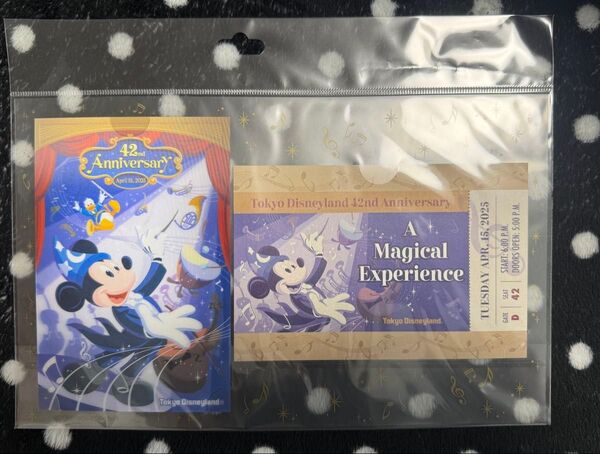 42nd
Anniversary
April 15, 2025
Tokyo Disneyland®
Tokyo Disneyland 42nd Anniversary
A
Magical
Experience
Tokyo Disneyland
TUESDAY APR. 15, 2025
START: 6:00 P.M.
DOORS OPEN: 5:00 P.M.
GATE D SEAT 42